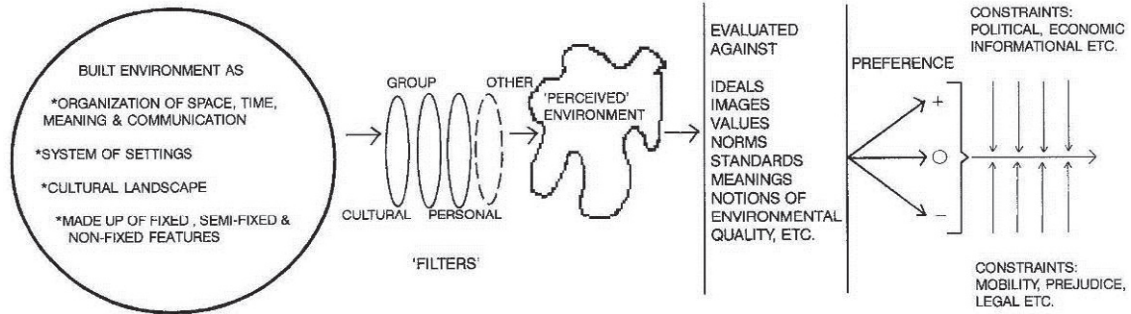 BUILT ENVIRONMENT AS
*ORGANIZATION OF SPACE, TIME,
MEANING & COMMUNICATION
*SYSTEM OF SETTINGS
*CULTURAL LANDSCAPE
*MADE UP OF FIXED , SEMI-FIXED &
NON-FIXED FEATURES
GROUP
OTHER
CULTURAL
PERSONAL
'FILTERS'
'PERCEIVED'
ENVIRONMENT
EVALUATED
AGAINST
IDEALS
IMAGES
VALUES
NORMS
STANDARDS
MEANINGS
NOTIONS OF
ENVIRONMENTAL
QUALITY, ETC.
PREFERENCE
+
O
−
CONSTRAINTS:
POLITICAL, ECONOMIC
INFORMATIONAL ETC.
CONSTRAINTS:
MOBILITY, PREJUDICE,
LEGAL ETC.